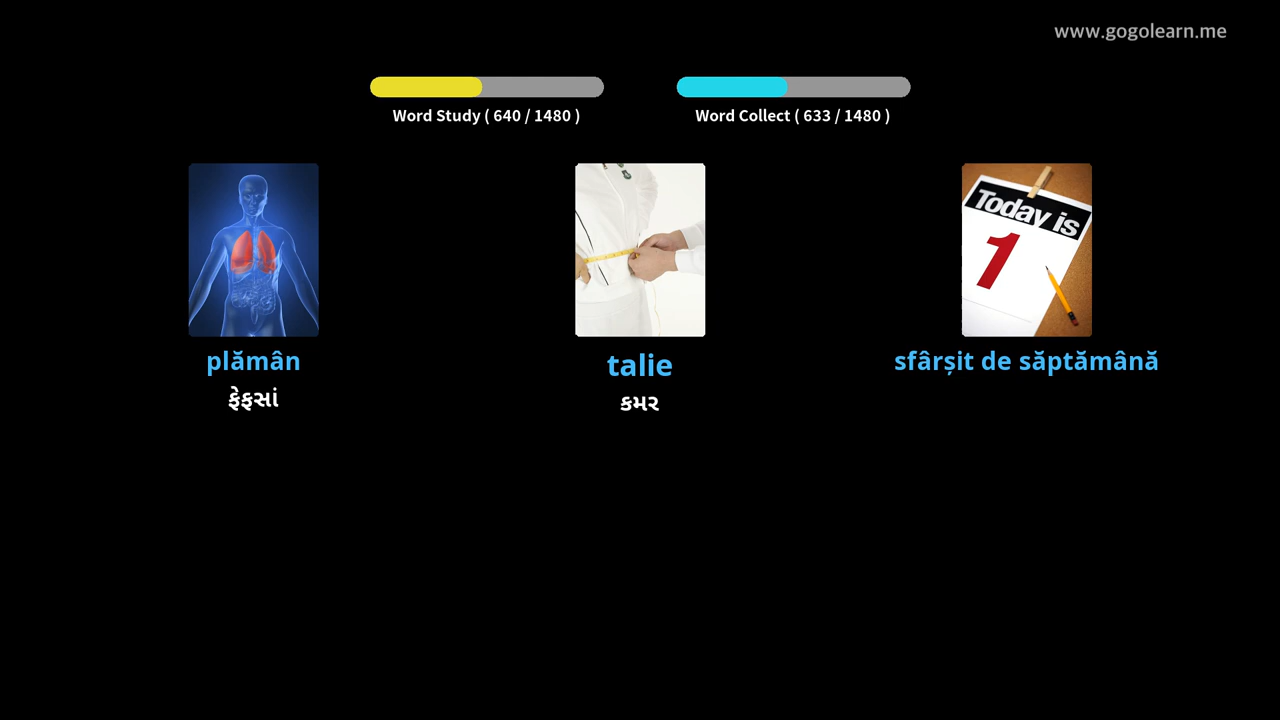 www.gogolearn.me
Word Study ( 640 / 1480 )
Word Collect ( 633 / 1480 )
Today is
1
plămân
talie
sfârșit de săptămână
ફેફસાં
કમર